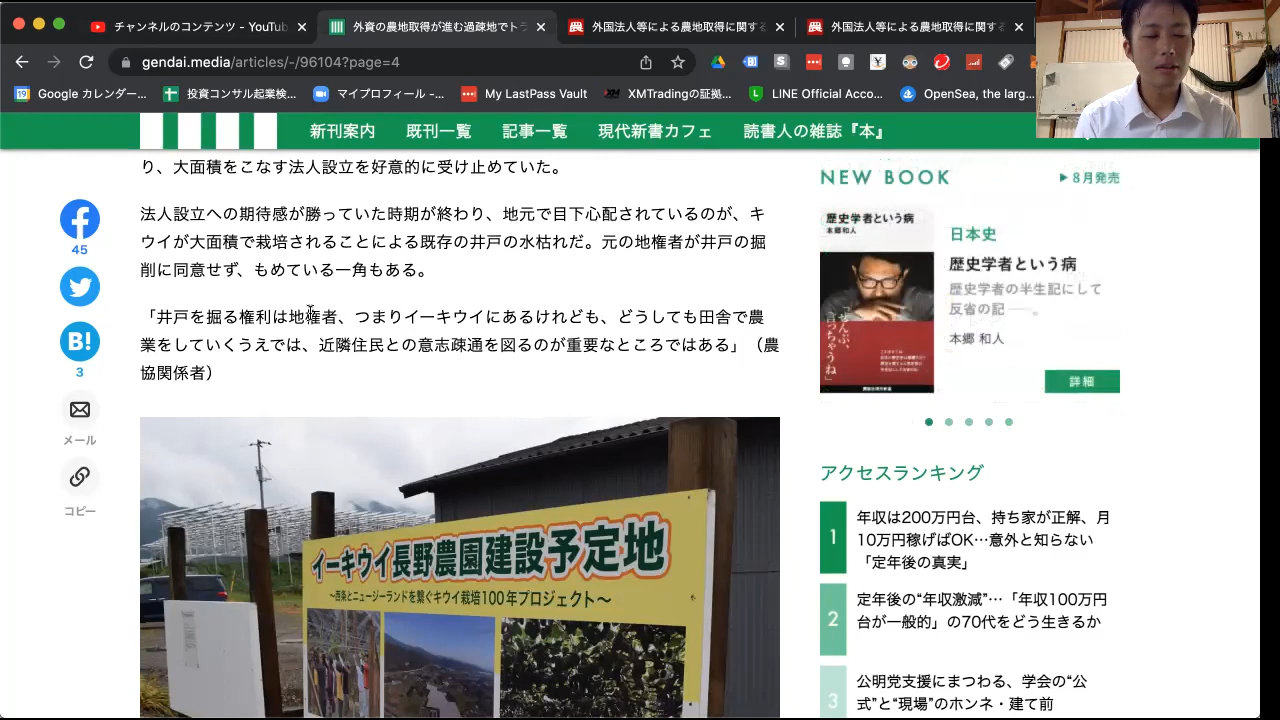 チャンネルのコンテンツ - YouTub
外資の農地取得が進む過疎地でトラ
外国法人等による農地取得に関する
外国法人等による農地取得に関する
gendai.media/articles/-/96104?page=4
Google カレンダー...
投資コンサル起業検...
マイプロフィール -...
My LastPass Vault
XMTradingの証拠...
LINE Official Acco...
OpenSea, the larg...
新刊案内
既刊一覧
記事一覧
現代新書カフェ
読書人の雑誌『本』
り、大面積をこなす法人設立を好意的に受け止めていた。
法人設立への期待感が勝っていた時期が終わり、地元で目下心配されているのが、キ
ウイが大面積で栽培されることによる既存の井戸の水枯れだ。元の地権者が井戸の掘
削に同意せず、もめている一角もある。
「井戸を掘る権利は地権者、つまりイーキウイにあるけれども、どうしても田舎で農
業をしていくうえでは、近隣住民との意志疎通を図るのが重要なところではある」（農
協関係者）
45
B!
3
メール
コピー
イーキウイ長野農園建設予定地
〜西条とニュージーランドを繋ぐキウイ栽培100年プロジェクト〜
NEW BOOK
8月発売
歴史学者という病
本郷和人
「ぜんぶ、
言っちゃうね」
日本史
歴史学者という病
歴史学者の半生記にして
反省の記――。
本郷 和人
詳細
アクセスランキング
1
年収は200万円台、持ち家が正解、月
10万円稼げばOK…意外と知らない
「定年後の真実」
2
定年後の“年収激減”…「年収100万円
台が一般的」の70代をどう生きるか
3
公明党支援にまつわる、学会の“公
式”と“現場”のホンネ・建て前